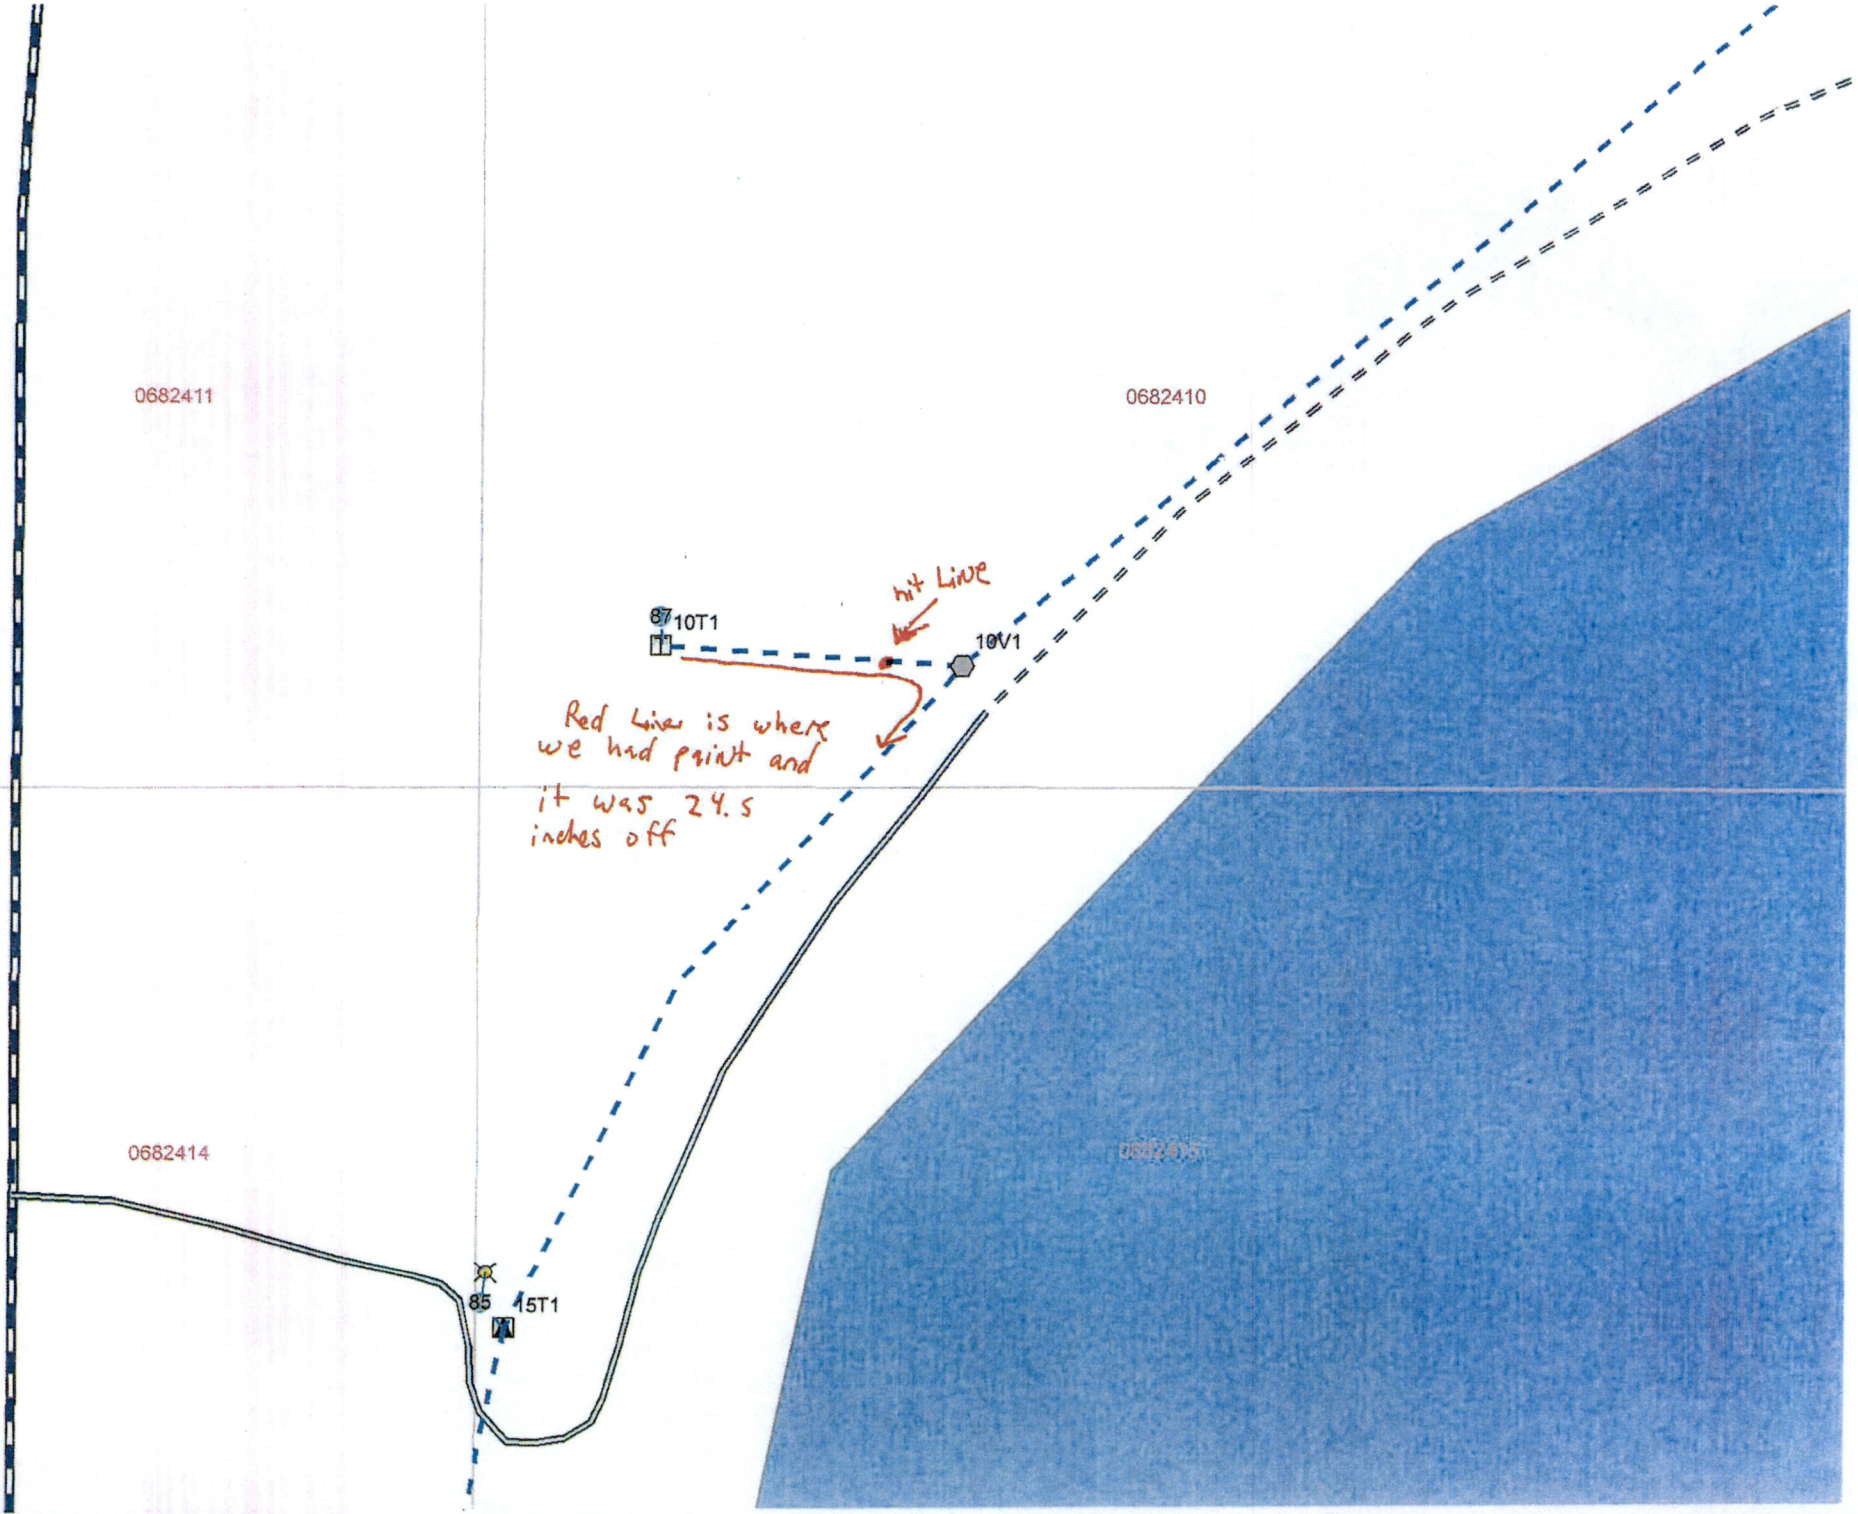 0682411
0682410
hit Line
87
10T1
10V1
Red Line is where
we had paint and
it was 24.5
inches off
0682414
0682415
85
15T1